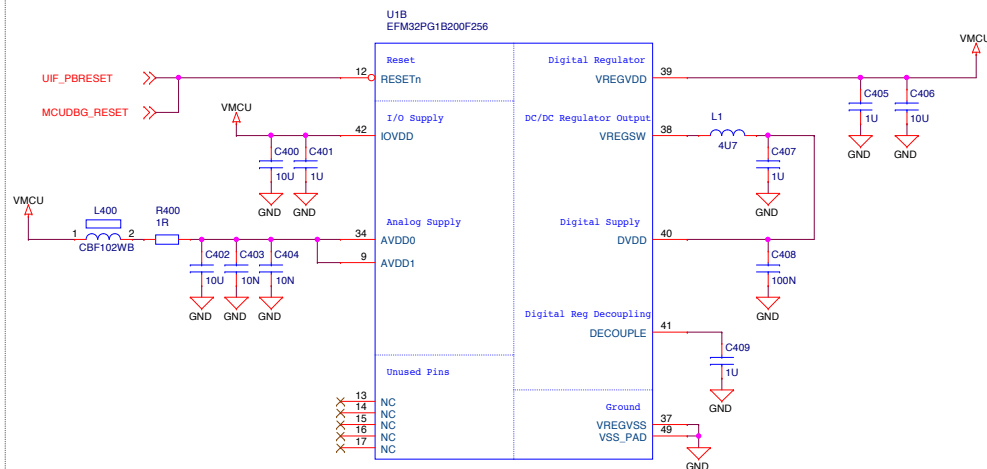 U1B
EFM32PG1B200F256
UIF_PBRESET
MCUDBG_RESET
12
Reset
RESETn
Digital Regulator
VREGVDD
39
VMCU
C405
1U
GND
C406
10U
GND
VMCU
42
I/O Supply
IOVDD
C400
10U
GND
C401
1U
GND
DC/DC Regulator Output
VREGSW
38
L1
4U7
C407
1U
GND
VMCU
L400
1
2
CBF102WB
R400
1R
34
Analog Supply
AVDD0
9
AVDD1
C402
10U
GND
C403
10N
GND
C404
10N
GND
Digital Supply
DVDD
40
C408
100N
GND
Digital Reg Decoupling
DECOUPLE
41
C409
1U
GND
Unused Pins
13
NC
14
NC
15
NC
16
NC
17
NC
Ground
VREGVSS
37
VSS_PAD
49
GND